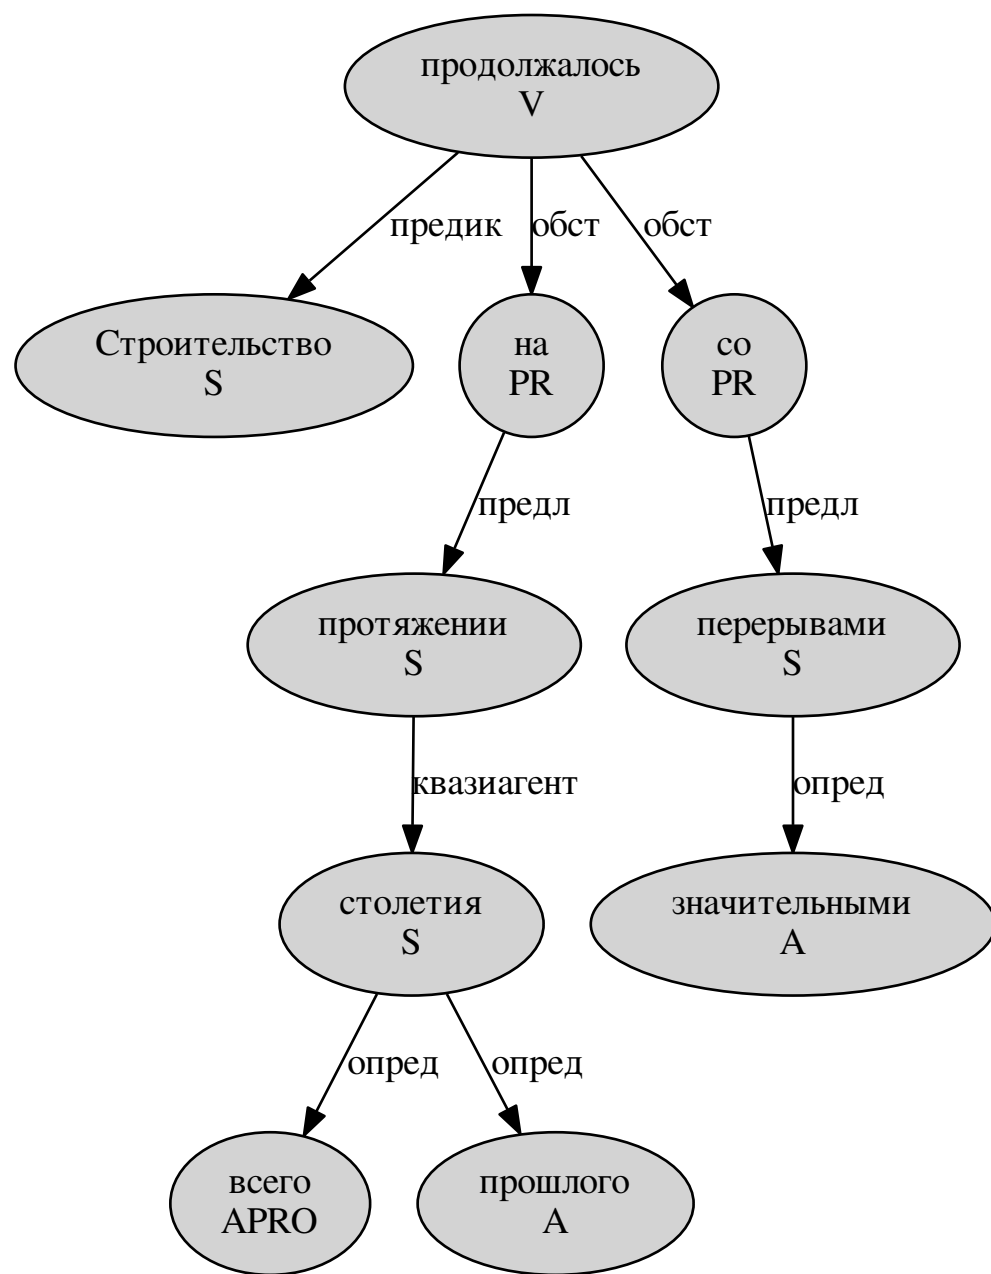 продолжалось
V
предик
обст
обст
Строительство
S
на
PR
со
PR
предл
предл
протяжении
S
перерывами
S
квазиагент
опред
столетия
S
значительными
A
опред
опред
всего
APRO
прошлого
A